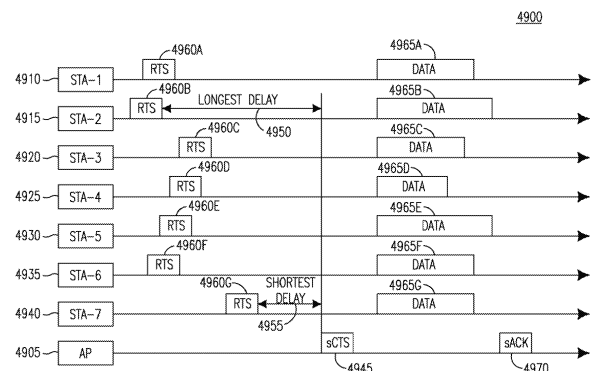 4900
4960A
4965A
4910 STA-1 RTS DATA
4960B
4965B
4915 STA-2 RTS LONGEST DELAY DATA
4950
4960C
4965C
4920 STA-3 RTS DATA
4960D
4965D
4925 STA-4 RTS DATA
4960E
4965E
4930 STA-5 RTS DATA
4960F
4965F
4935 STA-6 RTS DATA
4960G SHORTEST
4965G
4940 STA-7 RTS DELAY DATA
4955
4905 AP sCTS sACK
4945
4970